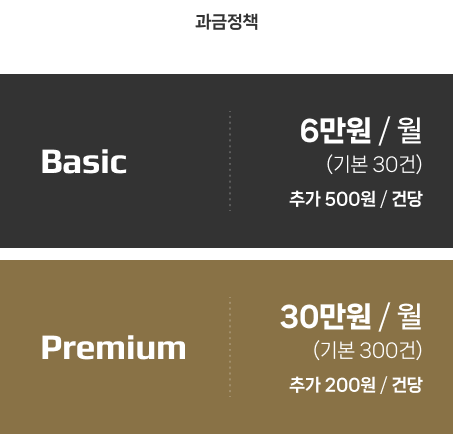 과금정책
Basic
6만원 / 월
(기본 30건)
추가 500원 / 건당
Premium
30만원 / 월
(기본 300건)
추가 200원 / 건당